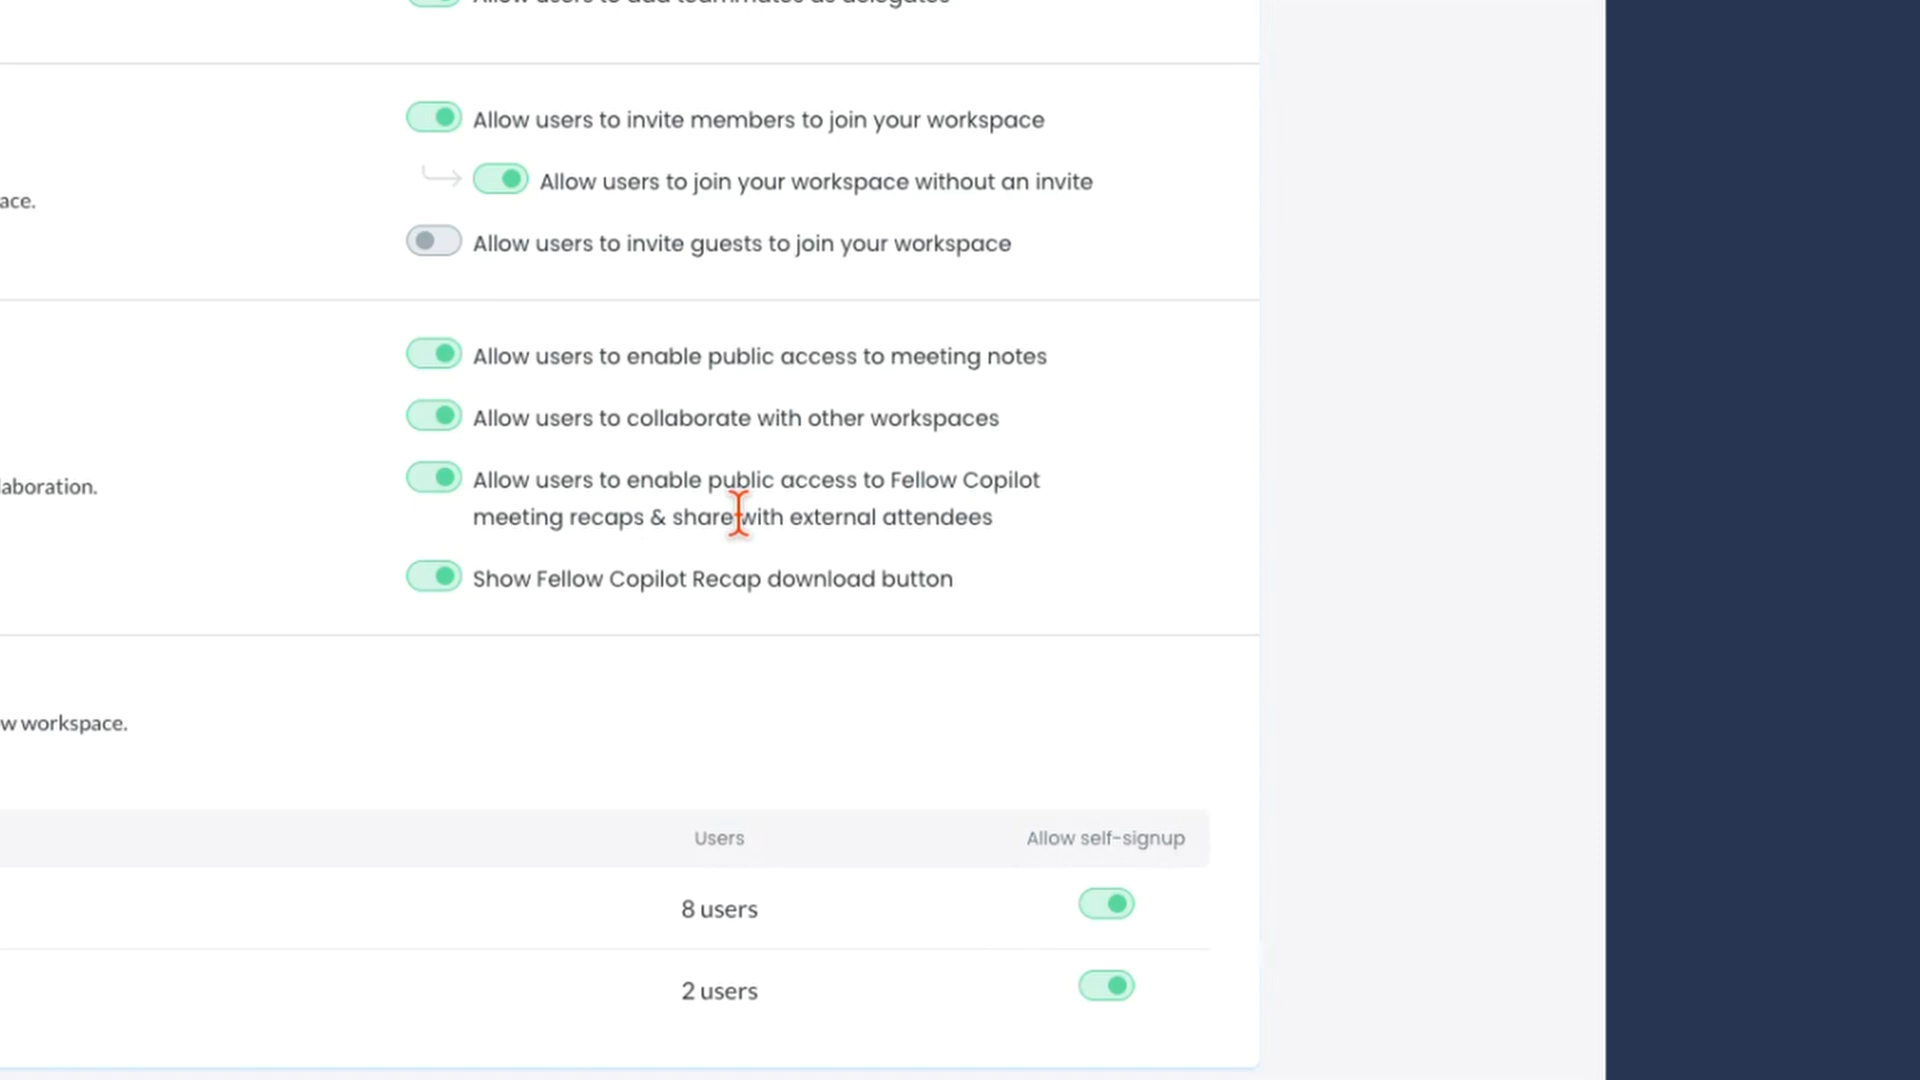 Allow users to add teammates as delegates
Allow users to invite members to join your workspace
Allow users to join your workspace without an invite
ace.
Allow users to invite guests to join your workspace
Allow users to enable public access to meeting notes
Allow users to collaborate with other workspaces
Allow users to enable public access to Fellow Copilot
laboration.
meeting recaps & share with external attendees
Show Fellow Copilot Recap download button
w workspace.
Users Allow self-signup
8 users
2 users